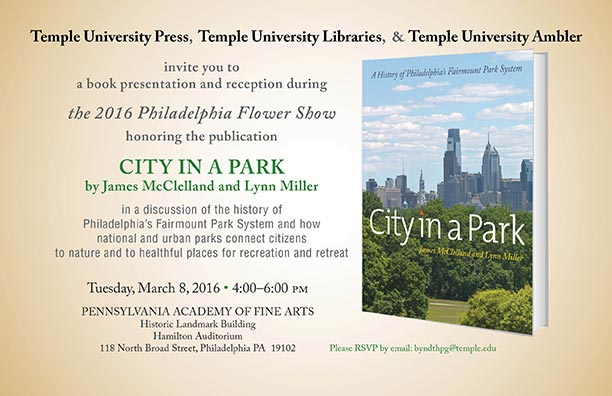 Temple University Press, Temple University Libraries, & Temple University Ambler
invite you to
a book presentation and reception during
the 2016 Philadelphia Flower Show
honoring the publication
CITY IN A PARK
by James McClelland and Lynn Miller
in a discussion of the history of
Philadelphia's Fairmount Park System and how
national and urban parks connect citizens
to nature and to healthful places for recreation and retreat
Tuesday, March 8, 2016 • 4:00–6:00 PM
PENNSYLVANIA ACADEMY OF FINE ARTS
Historic Landmark Building
Hamilton Auditorium
118 North Broad Street, Philadelphia PA 19102
Please RSVP by email: byndthpg@temple.edu
A History of Philadelphia's Fairmount Park System
City in a Park
James McClelland and Lynn Miller